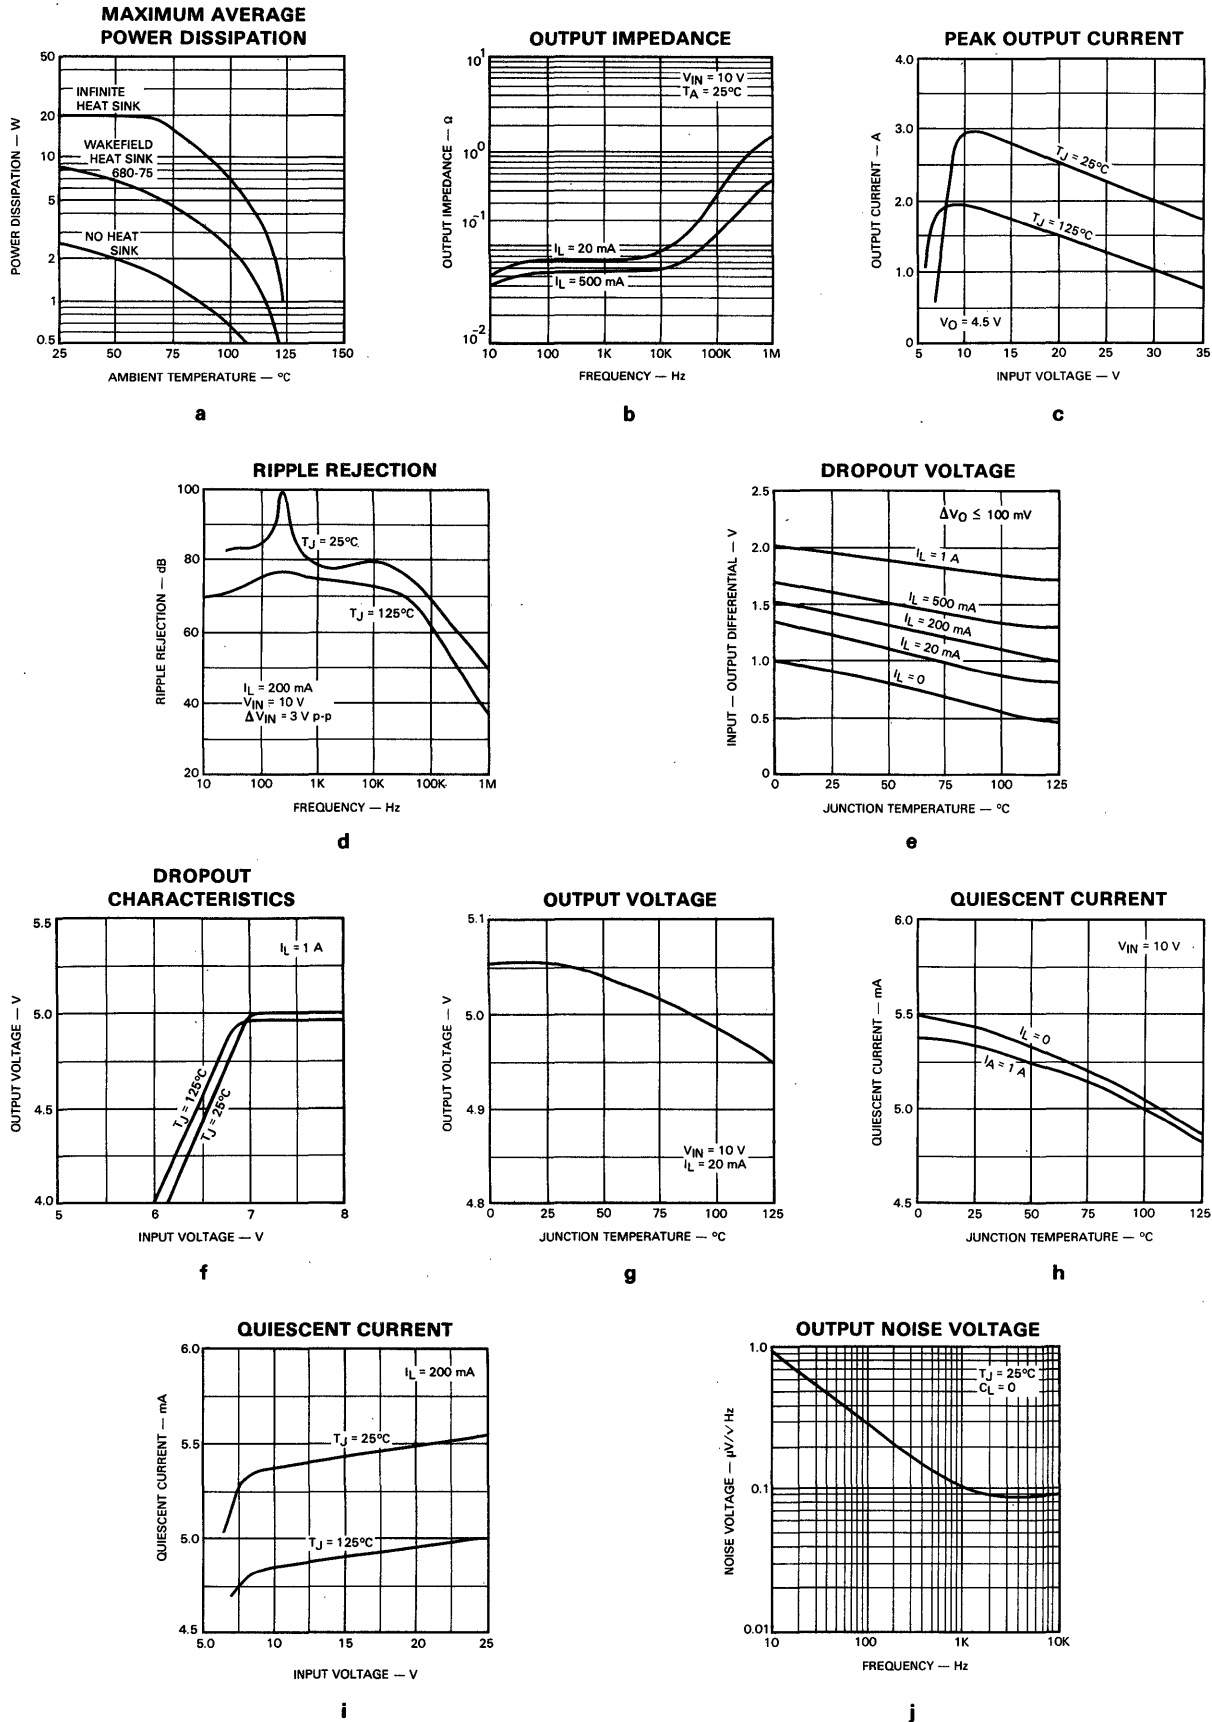 MAXIMUM AVERAGE
POWER DISSIPATION
POWER DISSIPATION — W
50
20
10
5
2
1
0.5
INFINITE
HEAT SINK
WAKEFIELD
HEAT SINK
680-75
NO HEAT
SINK
25 50 75 100 125 150
AMBIENT TEMPERATURE — °C
a
OUTPUT IMPEDANCE
OUTPUT IMPEDANCE — Ω
10¹
10⁰
10⁻¹
10⁻²
VIN = 10 V
TA = 25°C
IL = 20 mA
IL = 500 mA
10 100 1K 10K 100K 1M
FREQUENCY — Hz
b
PEAK OUTPUT CURRENT
OUTPUT CURRENT — A
4.0
3.0
2.0
1.0
0
TJ = 25°C
TJ = 125°C
VO = 4.5 V
5 10 15 20 25 30 35
INPUT VOLTAGE — V
c
RIPPLE REJECTION
RIPPLE REJECTION — dB
100
80
60
40
20
TJ = 25°C
TJ = 125°C
IL = 200 mA
VIN = 10 V
ΔVIN = 3 V p-p
10 100 1K 10K 100K 1M
FREQUENCY — Hz
d
DROPOUT VOLTAGE
INPUT — OUTPUT DIFFERENTIAL — V
2.5
2.0
1.5
1.0
0.5
0
ΔVO ≤ 100 mV
IL = 1 A
IL = 500 mA
IL = 200 mA
IL = 20 mA
IL = 0
0 25 50 75 100 125
JUNCTION TEMPERATURE — °C
e
DROPOUT
CHARACTERISTICS
OUTPUT VOLTAGE — V
5.5
5.0
4.5
4.0
IL = 1 A
TJ = 125°C
TJ = 25°C
5 6 7 8
INPUT VOLTAGE — V
f
OUTPUT VOLTAGE
OUTPUT VOLTAGE — V
5.1
5.0
4.9
4.8
VIN = 10 V
IL = 20 mA
0 25 50 75 100 125
JUNCTION TEMPERATURE — °C
g
QUIESCENT CURRENT
QUIESCENT CURRENT — mA
6.0
5.5
5.0
4.5
VIN = 10 V
IL = 0
IA = 1 A
0 25 50 75 100 125
JUNCTION TEMPERATURE — °C
h
QUIESCENT CURRENT
QUIESCENT CURRENT — mA
6.0
5.5
5.0
4.5
IL = 200 mA
TJ = 25°C
TJ = 125°C
5.0 10 15 20 25
INPUT VOLTAGE — V
i
OUTPUT NOISE VOLTAGE
NOISE VOLTAGE — µV/√Hz
1.0
0.1
0.01
TJ = 25°C
CL = 0
10 100 1K 10K
FREQUENCY — Hz
j